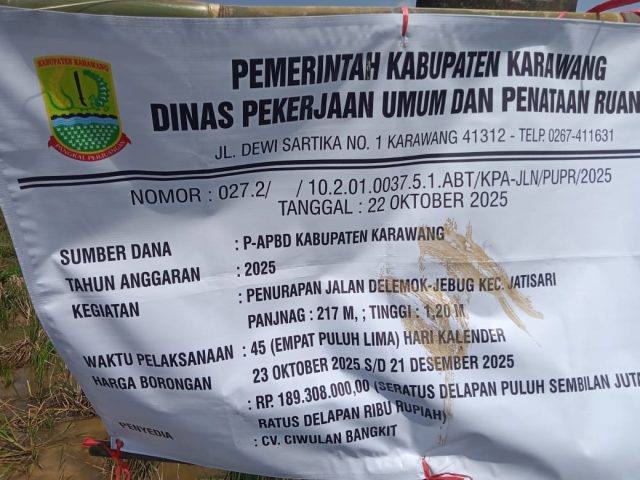 KABUPATEN KARAWANG
PANGKAL PERJUANGAN
PEMERINTAH KABUPATEN KARAWANG
DINAS PEKERJAAN UMUM DAN PENATAAN RUAN
JL. DEWI SARTIKA NO. 1 KARAWANG 41312 - TELP. 0267-411631
NOMOR : 027.2/ / 10.2.01.0037.5.1.ABT/KPA-JLN/PUPR/2025
TANGGAL : 22 OKTOBER 2025
SUMBER DANA : P-APBD KABUPATEN KARAWANG
TAHUN ANGGARAN : 2025
KEGIATAN : PENURAPAN JALAN DELEMOK-JEBUG KEC. JATISARI
PANJNAG : 217 M, ; TINGGI : 1,20 M
WAKTU PELAKSANAAN : 45 (EMPAT PULUH LIMA) HARI KALENDER
23 OKTOBER 2025 S/D 21 DESEMBER 2025
HARGA BORONGAN : RP. 189.308.000,00 (SERATUS DELAPAN PULUH SEMBILAN JUTA
RATUS DELAPAN RIBU RUPIAH)
PENYEDIA : CV. CIWULAN BANGKIT